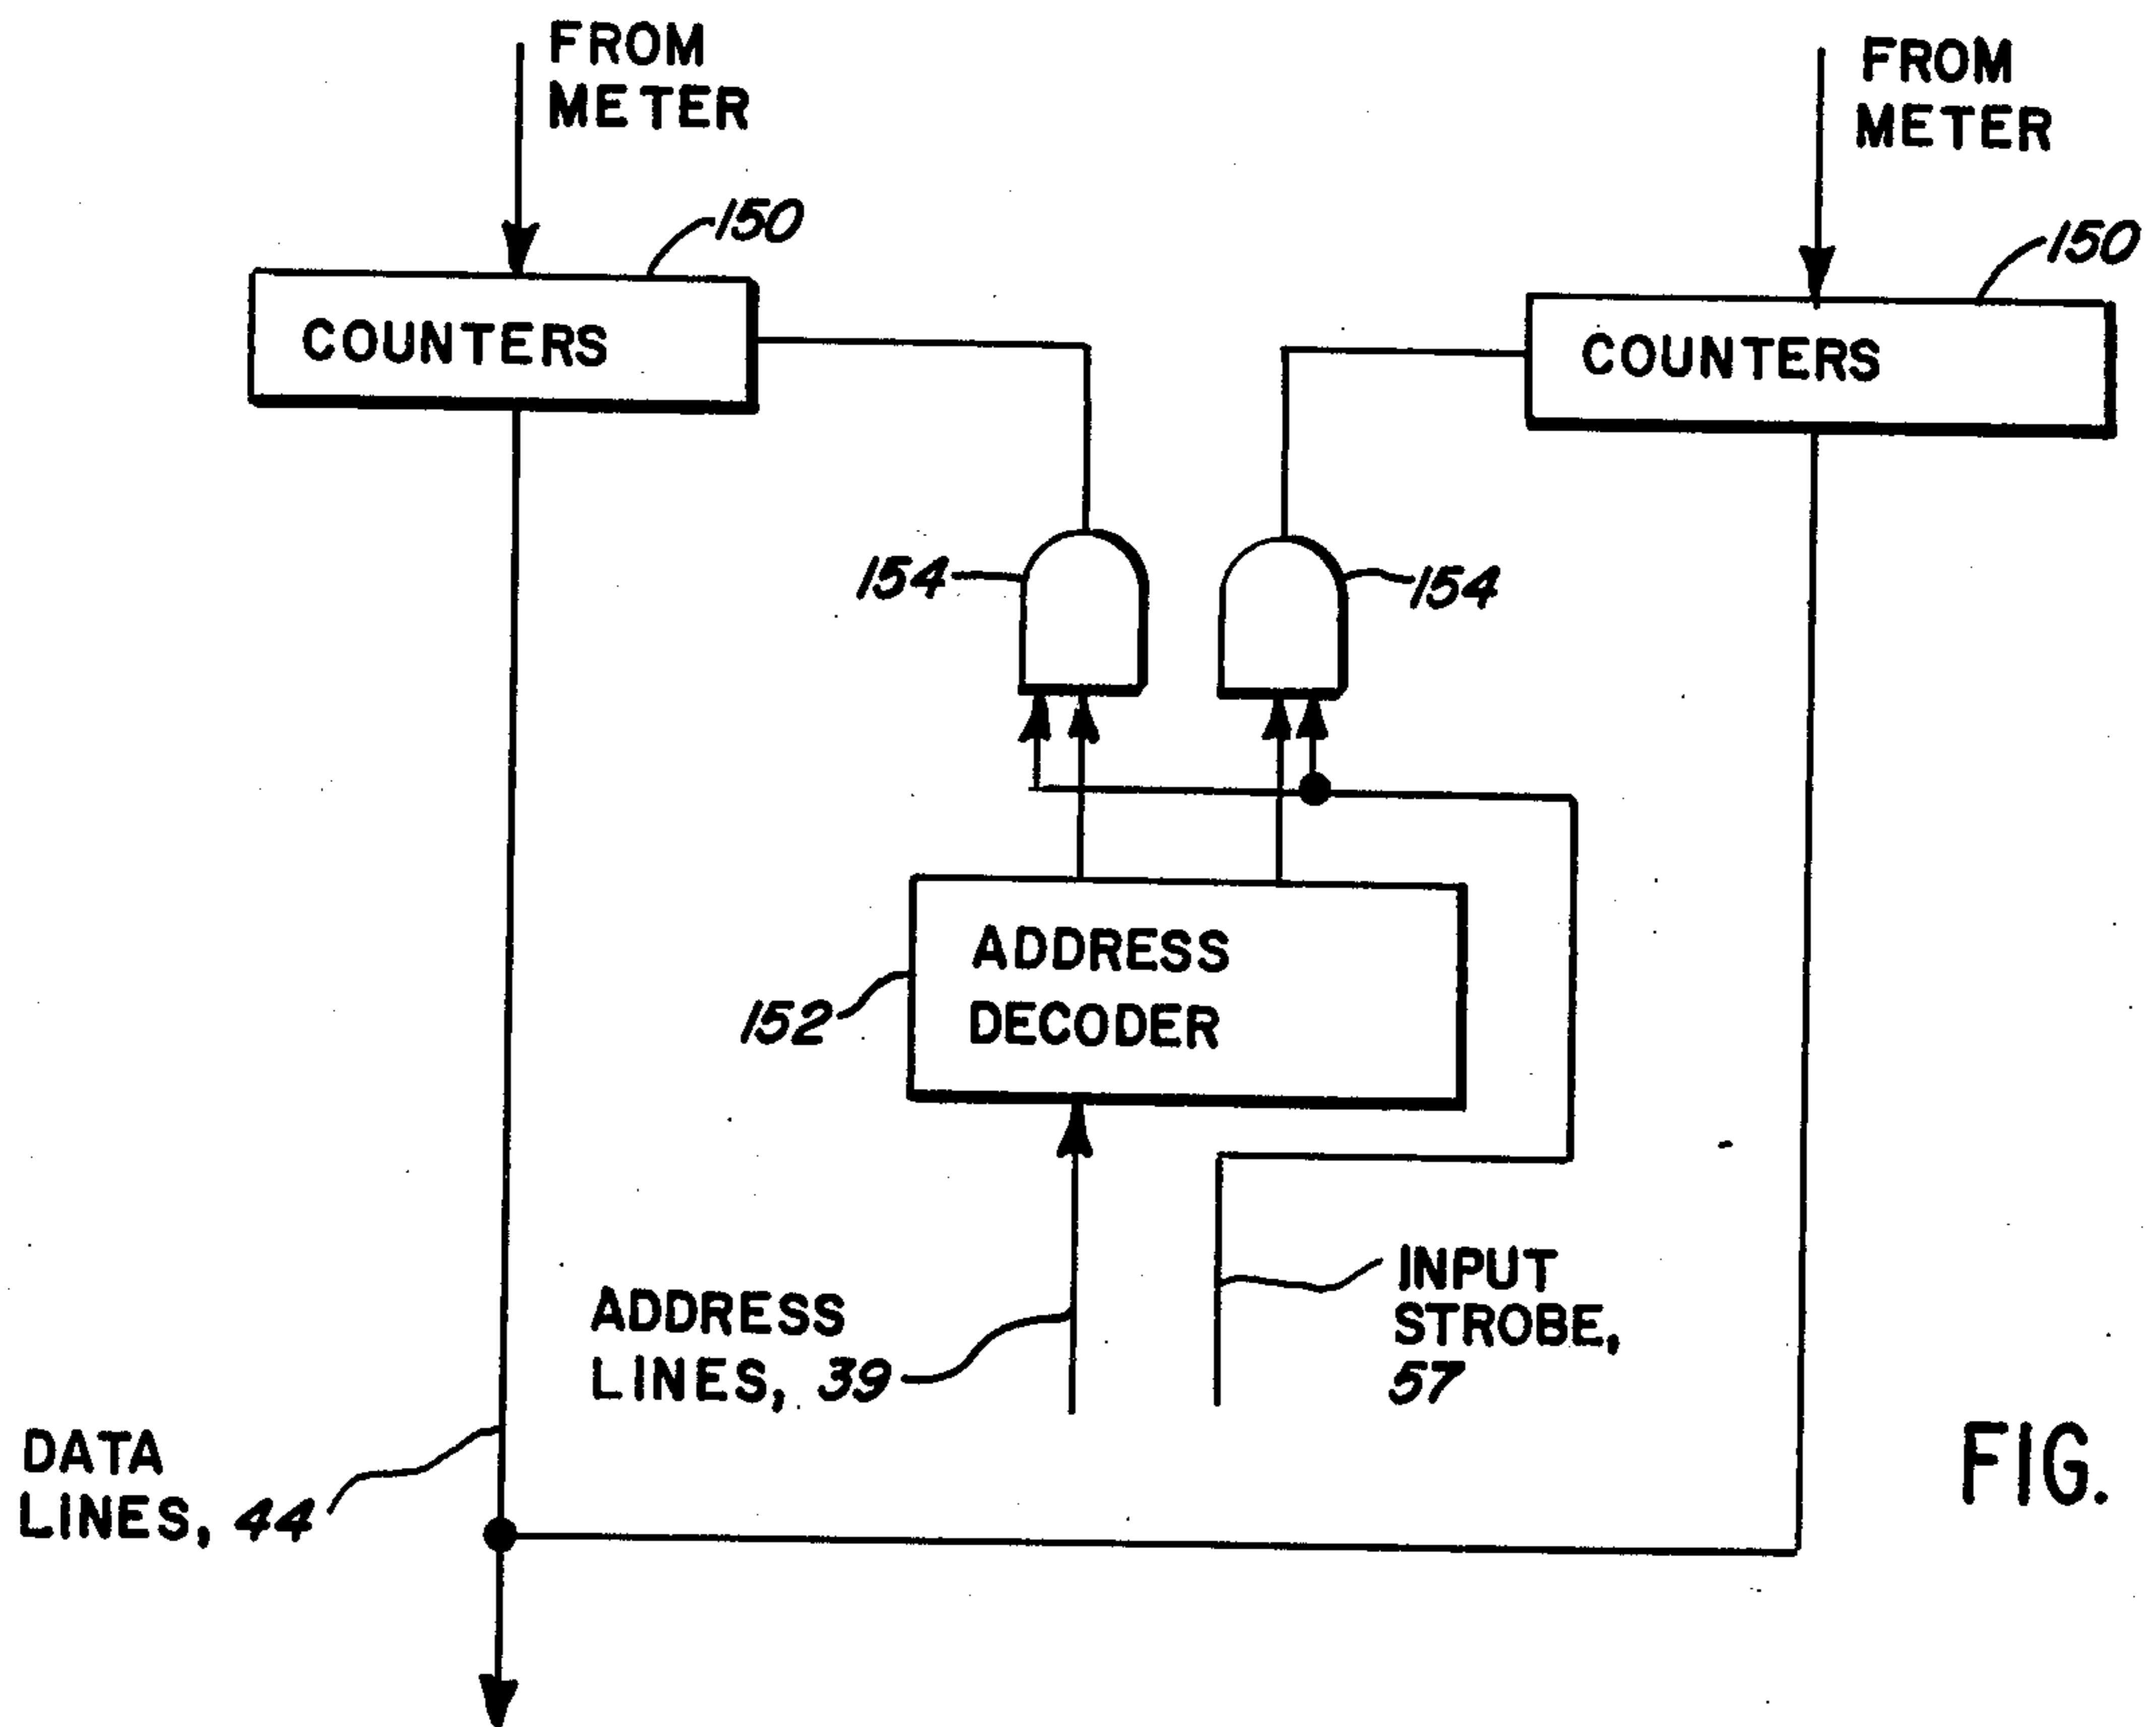 FROM
METER
FROM
METER
150
150
COUNTERS
COUNTERS
154
154
ADDRESS
DECODER
152
ADDRESS
LINES, 39
INPUT
STROBE,
57
DATA
LINES, 44
FIG.